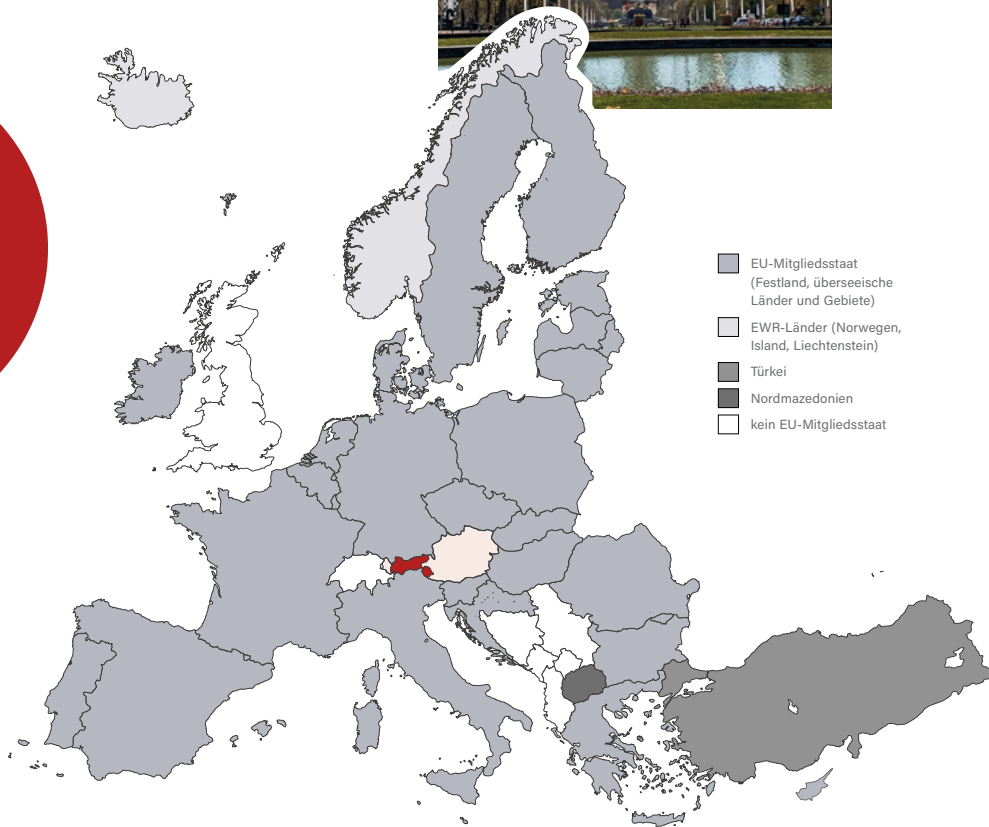 EU-Mitgliedsstaat
(Festland, überseeische
Länder und Gebiete)
EWR-Länder (Norwegen,
Island, Liechtenstein)
Türkei
Nordmazedonien
kein EU-Mitgliedsstaat